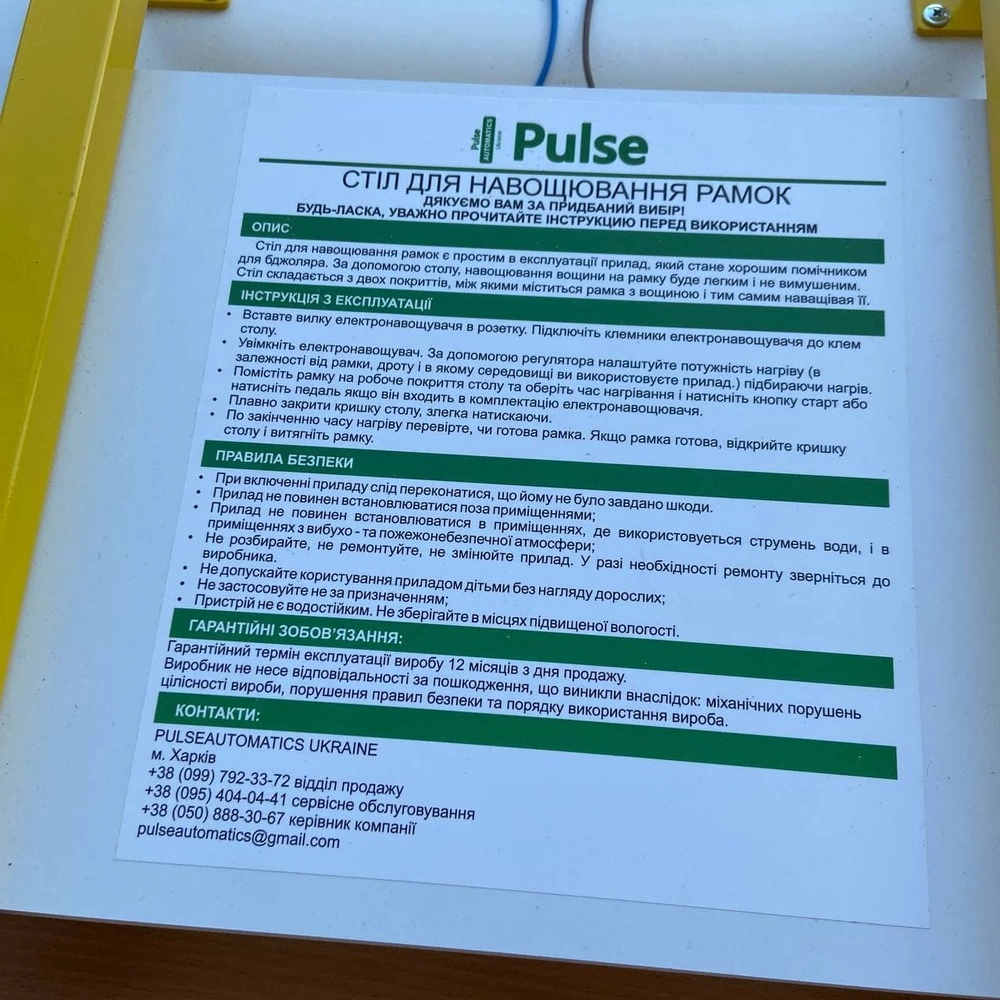 Pulse
AUTOMATICS
Ukraine
Pulse
СТІЛ ДЛЯ НАВОЩЮВАННЯ РАМОК
ДЯКУЄМО ВАМ ЗА ПРИДБАНИЙ ВИБІР!
БУДЬ-ЛАСКА, УВАЖНО ПРОЧИТАЙТЕ ІНСТРУКЦІЮ ПЕРЕД ВИКОРИСТАННЯМ
ОПИС
Стіл для навощювання рамок є простим в експлуатації прилад, який стане хорошим помічником
для бджоляра. За допомогою столу, навощювання вощини на рамку буде легким і не вимушеним.
Стіл складається з двох покриттів, між якими міститься рамка з вощиною і тим самим наващівая її.
ІНСТРУКЦІЯ З ЕКСПЛУАТАЦІЇ
• Вставте вилку електронавощувача в розетку. Підключіть клемники електронавощувача до клем
столу.
• Увімкніть електронавощувач. За допомогою регулятора налаштуйте потужність нагріву (в
залежності від рамки, дроту і в якому середовищі ви використовуєте прилад.) підбираючи нагрів.
• Помістіть рамку на робоче покриття столу та оберіть час нагрівання і натисніть кнопку старт або
натисніть педаль якщо він входить в комплектацію електронавощювача.
• Плавно закрити кришку столу, злегка натискаючи.
• По закінченню часу нагріву перевірте, чи готова рамка. Якщо рамка готова, відкрийте кришку
столу і витягніть рамку.
ПРАВИЛА БЕЗПЕКИ
• При включенні приладу слід переконатися, що йому не було завдано шкоди.
• Прилад не повинен встановлюватися поза приміщеннями;
• Прилад не повинен встановлюватися в приміщеннях, де використовуеться струмень води, і в
приміщеннях з вибухо - та пожежонебезпечної атмосфери;
• Не розбирайте, не ремонтуйте, не змінюйте прилад. У разі необхідності ремонту зверніться до
виробника.
• Не допускайте користування приладом дітьми без нагляду дорослих;
• Не застосовуйте не за призначенням;
• Пристрій не є водостійким. Не зберігайте в місцях підвищеної вологості.
ГАРАНТІЙНІ ЗОБОВ'ЯЗАННЯ:
Гарантійний термін експлуатації виробу 12 місяців з дня продажу.
Виробник не несе відповідальності за пошкодження, що виникли внаслідок: міханічних порушень
цілісності вироби, порушення правил безпеки та порядку використання вироба.
КОНТАКТИ:
PULSEAUTOMATICS UKRAINE
м. Харків
+38 (099) 792-33-72 відділ продажу
+38 (095) 404-04-41 сервісне обслуговування
+38 (050) 888-30-67 керівник компанії
pulseautomatics@gmail.com